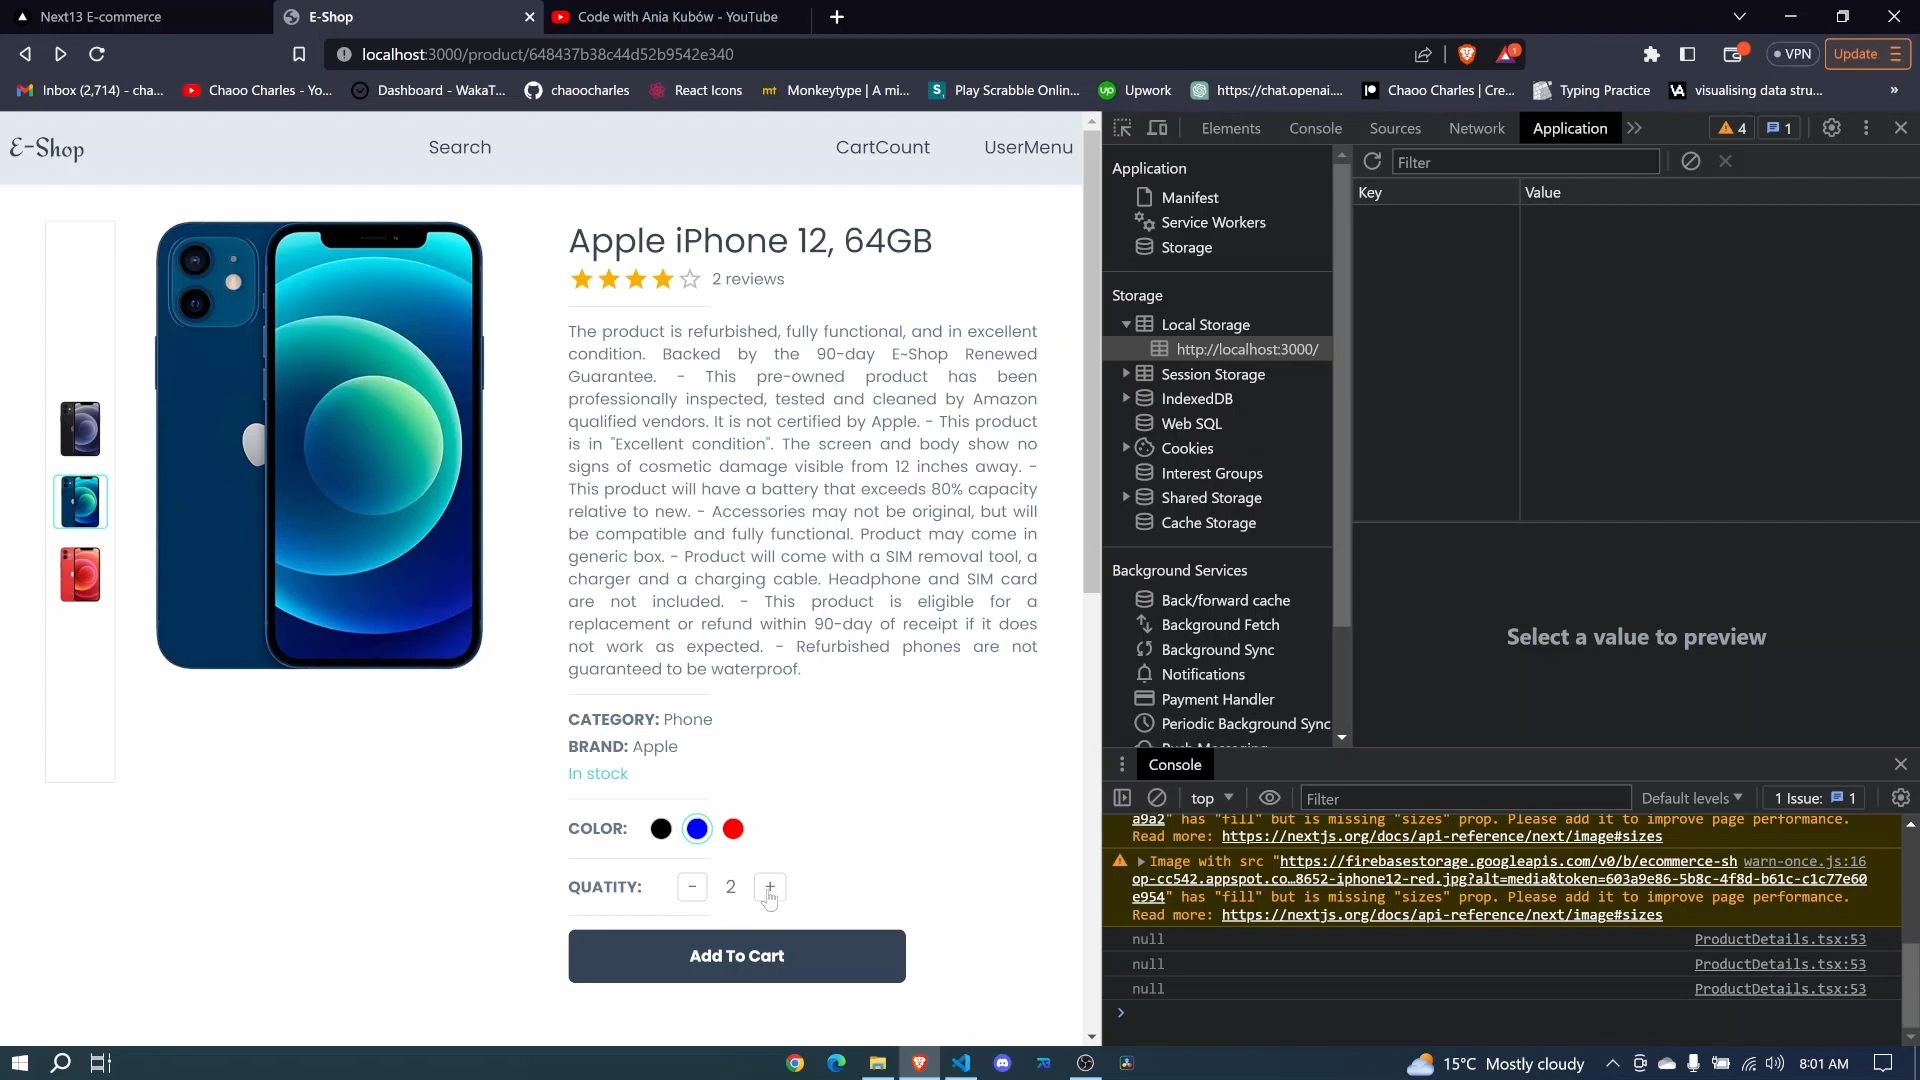 Next13 E-commerce
E-Shop
Code with Ania Kubów - YouTube
localhost:3000/product/648437b38c44d52b9542e340
1
VPN
Update
Inbox (2,714) - cha...
Chaoo Charles - Yo...
Dashboard - WakaT...
chaoocharles
React Icons
mt
Monkeytype | A mi...
Play Scrabble Onlin...
up
Upwork
https://chat.openai....
Chaoo Charles | Cre...
Typing Practice
visualising data stru...
»
E-Shop
Search
CartCount
UserMenu
Apple iPhone 12, 64GB
2 reviews
The product is refurbished, fully functional, and in excellent
condition. Backed by the 90-day E~Shop Renewed
Guarantee. - This pre-owned product has been
professionally inspected, tested and cleaned by Amazon
qualified vendors. It is not certified by Apple. - This product
is in "Excellent condition". The screen and body show no
signs of cosmetic damage visible from 12 inches away. -
This product will have a battery that exceeds 80% capacity
relative to new. - Accessories may not be original, but will
be compatible and fully functional. Product may come in
generic box. - Product will come with a SIM removal tool, a
charger and a charging cable. Headphone and SIM card
are not included. - This product is eligible for a
replacement or refund within 90-day of receipt if it does
not work as expected. - Refurbished phones are not
guaranteed to be waterproof.
CATEGORY: Phone
BRAND: Apple
In stock
COLOR:
QUATITY: - 2 +
Add To Cart
Elements
Console
Sources
Network
Application
4
1
Application
Manifest
Service Workers
Storage
Storage
Local Storage
http://localhost:3000/
Session Storage
IndexedDB
Web SQL
Cookies
Interest Groups
Shared Storage
Cache Storage
Background Services
Back/forward cache
Background Fetch
Background Sync
Notifications
Payment Handler
Periodic Background Sync
Push Messaging
Filter
Key
Value
Select a value to preview
Console
top
Filter
Default levels
1 Issue: 1
a9a2" has "fill" but is missing "sizes" prop. Please add it to improve page performance.
Read more: https://nextjs.org/docs/api-reference/next/image#sizes
Image with src "https://firebasestorage.googleapis.com/v0/b/ecommerce-sh warn-once.js:16
op-cc542.appspot.co…8652-iphone12-red.jpg?alt=media&token=603a9e86-5b8c-4f8d-b61c-c1c77e60
e954" has "fill" but is missing "sizes" prop. Please add it to improve page performance.
Read more: https://nextjs.org/docs/api-reference/next/image#sizes
null ProductDetails.tsx:53
null ProductDetails.tsx:53
null ProductDetails.tsx:53
15°C Mostly cloudy
8:01 AM